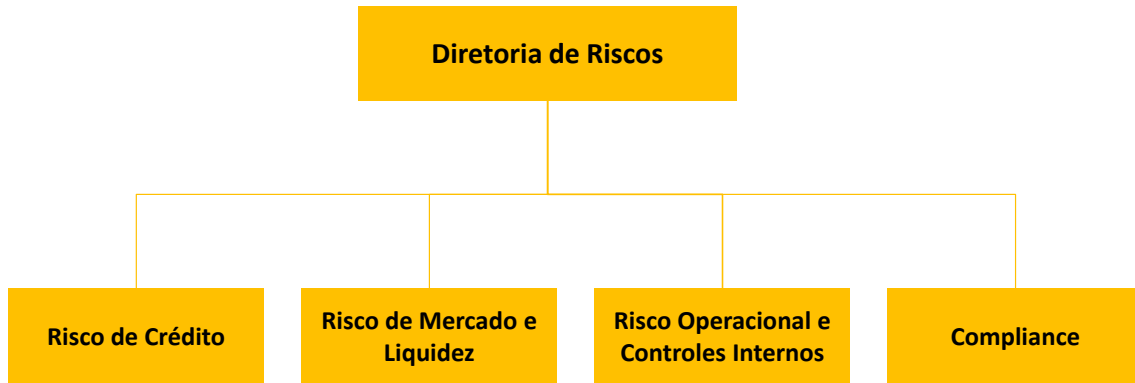 Diretoria de Riscos
Risco de Crédito
Risco de Mercado e
Liquidez
Risco Operacional e
Controles Internos
Compliance